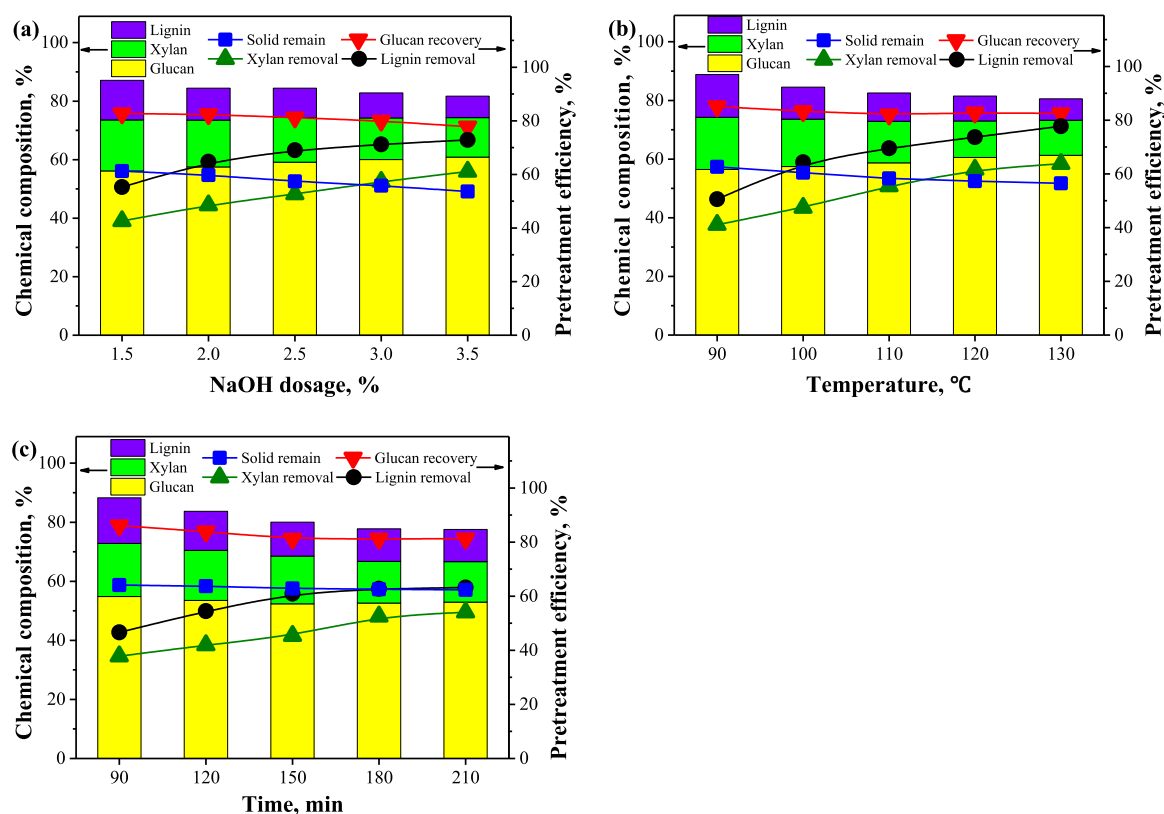 (a)
Lignin
Xylan
Glucan
Solid remain
Xylan removal
Glucan recovery
Lignin removal
Chemical composition, %
100
80
60
40
20
0
Pretreatment efficiency, %
100
80
60
40
20
0
1.5 2.0 2.5 3.0 3.5
NaOH dosage, %
(b)
Lignin
Xylan
Glucan
Solid remain
Xylan removal
Glucan recovery
Lignin removal
Chemical composition, %
100
80
60
40
20
0
Pretreatment efficiency, %
100
80
60
40
20
0
90 100 110 120 130
Temperature, ℃
(c)
Lignin
Xylan
Glucan
Solid remain
Xylan removal
Glucan recovery
Lignin removal
Chemical composition, %
100
80
60
40
20
0
Pretreatment efficiency, %
100
80
60
40
20
0
90 120 150 180 210
Time, min